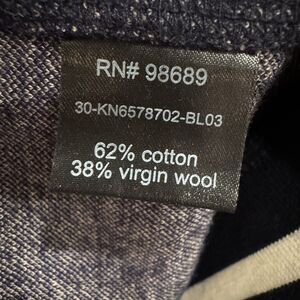 RN# 98689
30-KN6578702-BL03
62% cotton
38% virgin wool